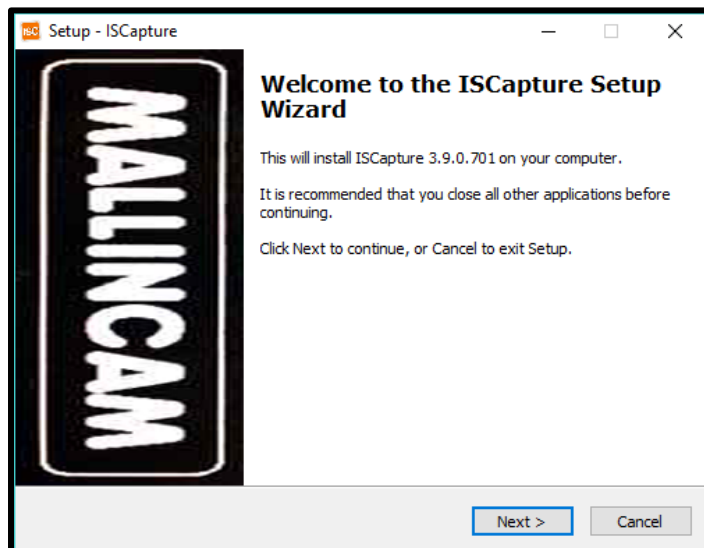 ISC Setup - ISCapture
MALLINCAM
Welcome to the ISCapture Setup
Wizard
This will install ISCapture 3.9.0.701 on your computer.
It is recommended that you close all other applications before
continuing.
Click Next to continue, or Cancel to exit Setup.
Next >
Cancel